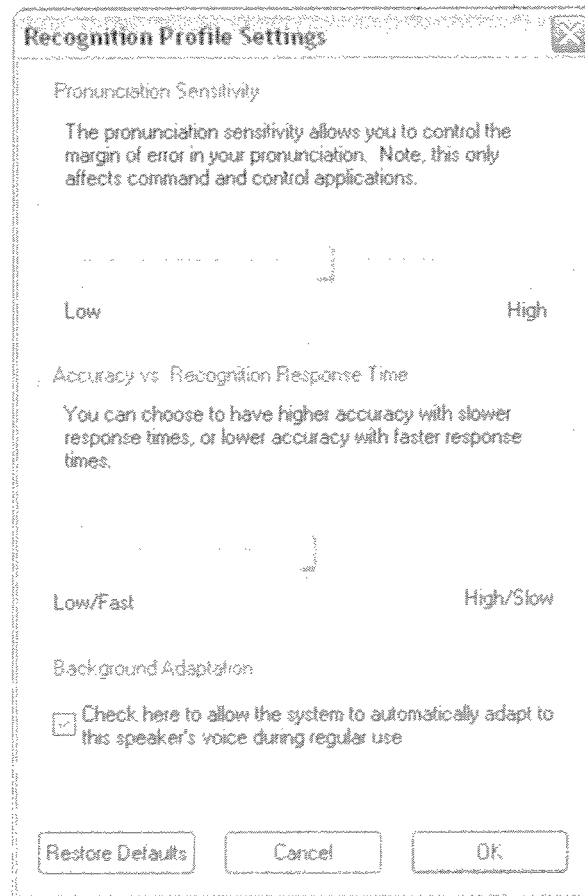 Recognition Profile Settings
Pronunciation Sensitivity
The pronunciation sensitivity allows you to control the
margin of error in your pronunciation. Note, this only
affects command and control applications.
Low High
Accuracy vs. Recognition Response Time
You can choose to have higher accuracy with slower
response times, or lower accuracy with faster response
times.
Low/Fast High/Slow
Background Adaptation
Check here to allow the system to automatically adapt to
this speaker's voice during regular use
Restore Defaults Cancel OK